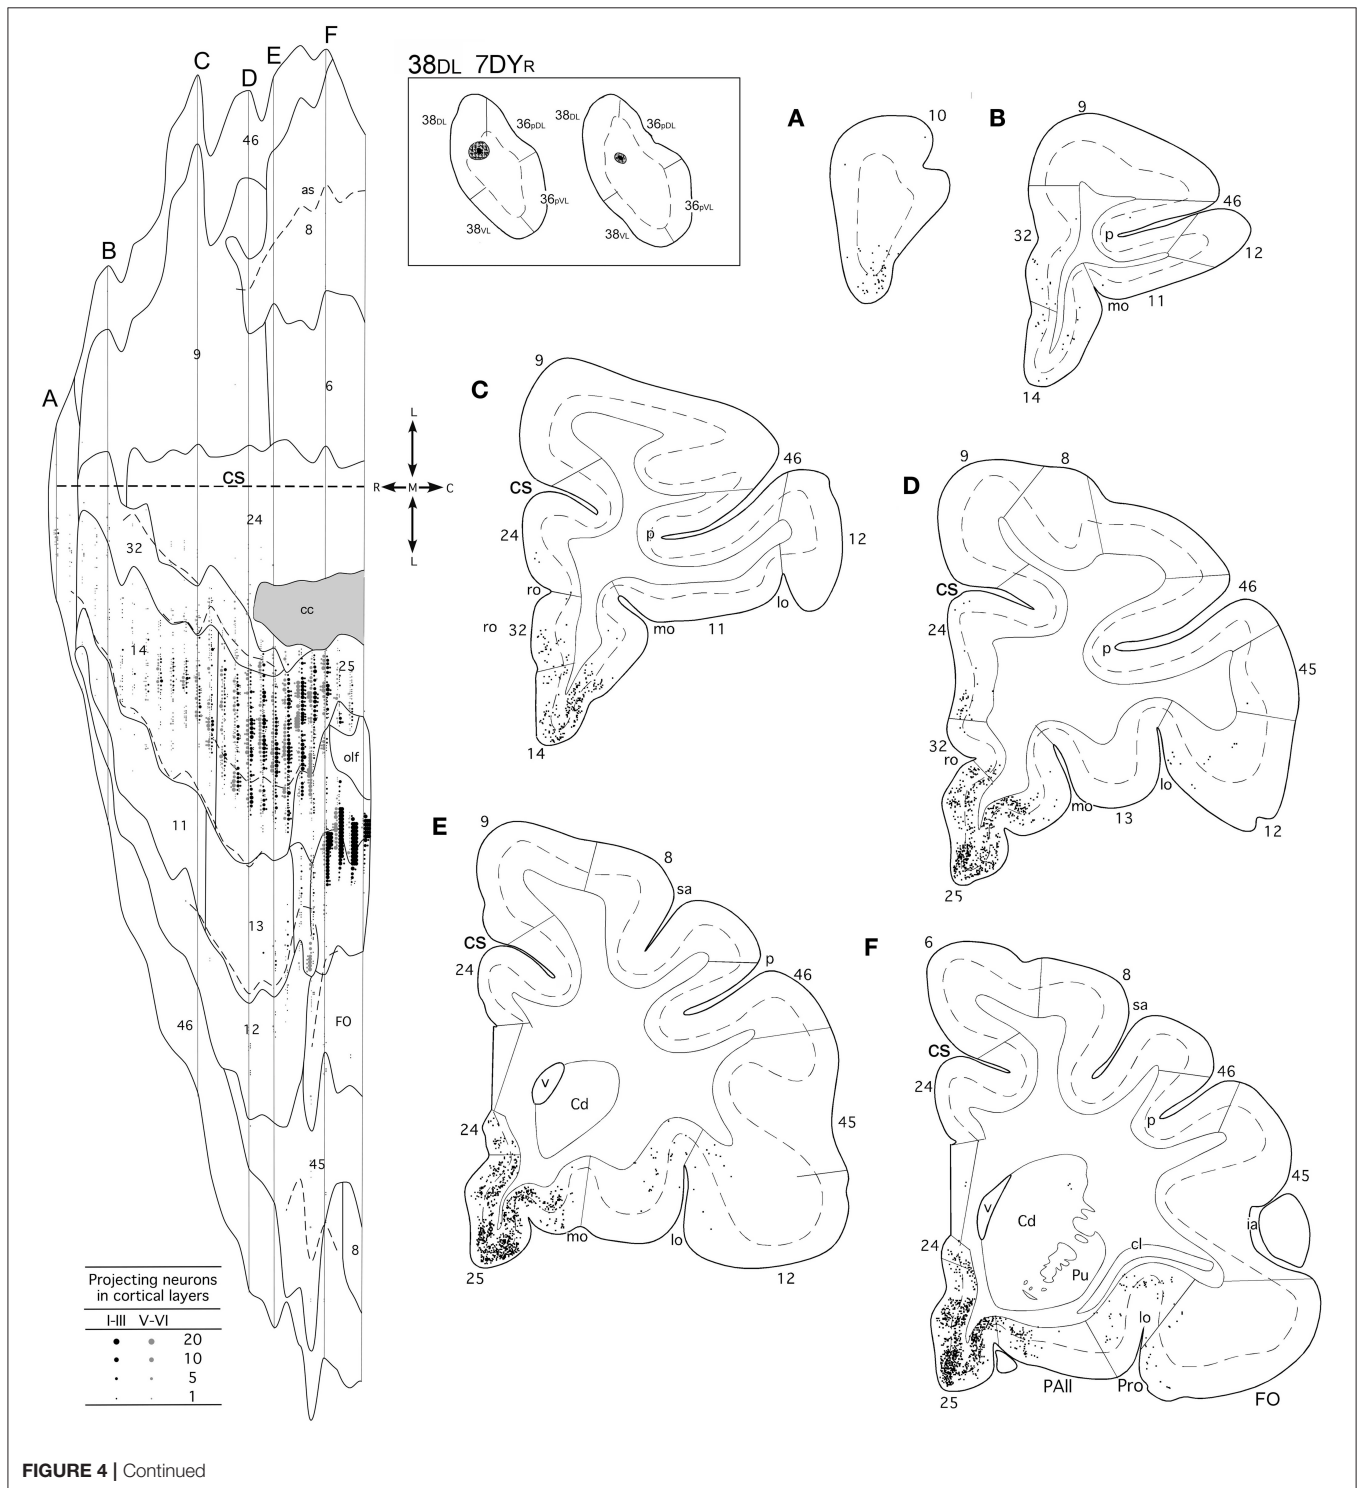 F
C
E
D
38DL 7DYR
46
38DL
36pDL
38DL
36pDL
A
10
B
9
as
8
36pVL
36pVL
46
B
38VL
38VL
32
p
12
mo
11
9
14
6
C
9
A
L
46
9
8
D
CS
R M C
CS
24
24
p
12
L
32
ro
lo
CS
46
cc
ro
32
mo
11
24
14
p
25
45
14
32
olf
ro
mo
lo
11
E
13
12
9
8
25
sa
13
F
6
CS
p
8
24
46
sa
46
12
FO
CS
v
46
24
Cd
p
24
45
45
45
v
ia
Cd
24
cl
8
Pu
mo
lo
Projecting neurons
in cortical layers
25
12
lo
I-III V-VI
20
10
PAll
Pro
5
FO
1
25
FIGURE 4 | Continued